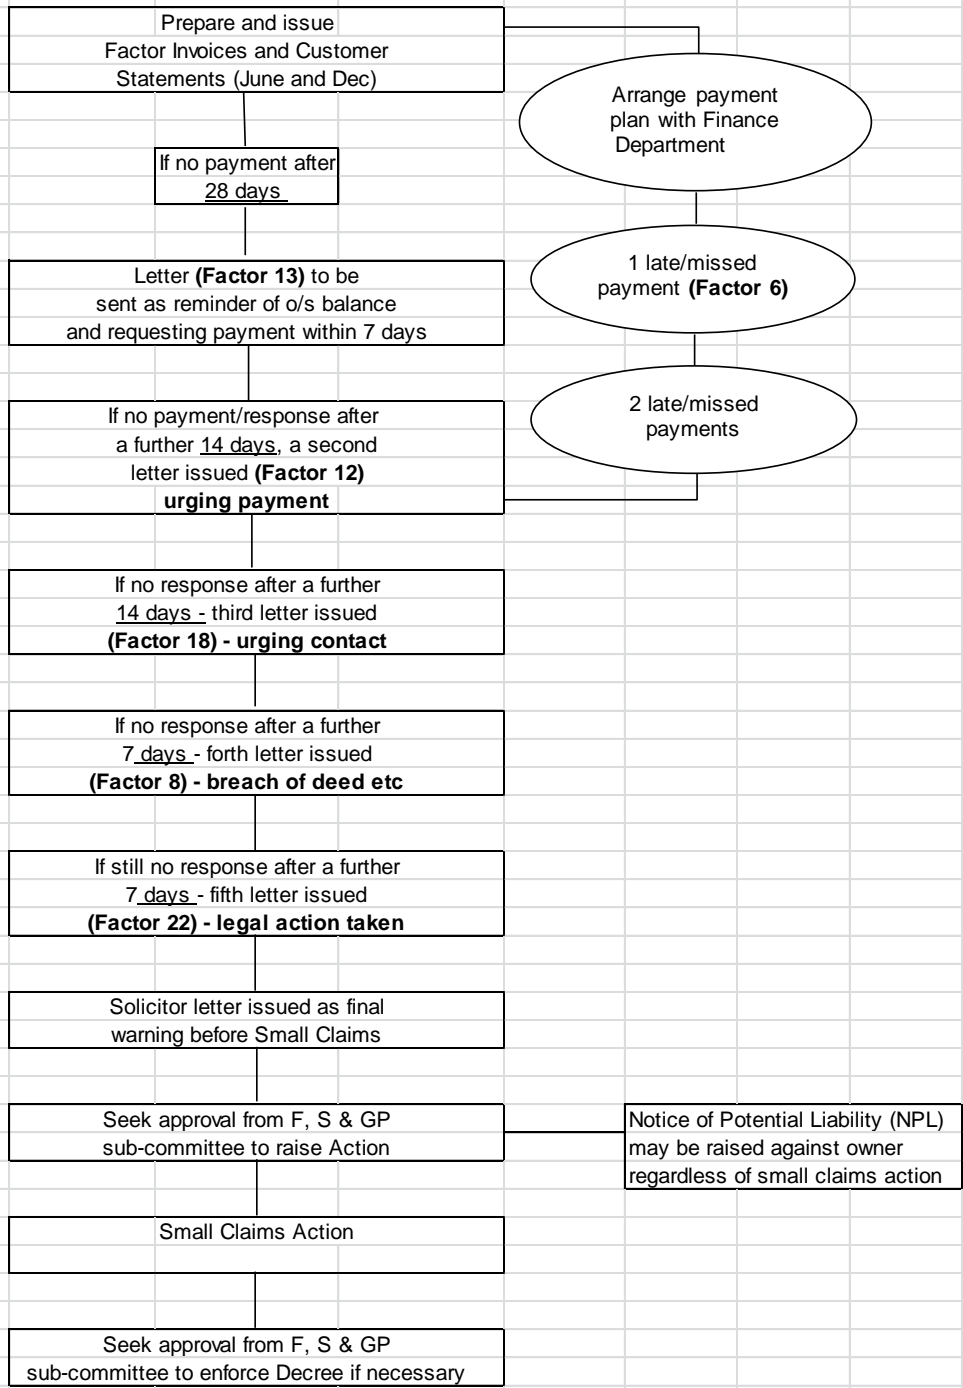 Prepare and issue
Factor Invoices and Customer
Statements (June and Dec)
Arrange payment
plan with Finance
Department
If no payment after
28 days
1 late/missed
payment (Factor 6)
Letter (Factor 13) to be
sent as reminder of o/s balance
and requesting payment within 7 days
2 late/missed
payments
If no payment/response after
a further 14 days, a second
letter issued (Factor 12)
urging payment
If no response after a further
14 days - third letter issued
(Factor 18) - urging contact
If no response after a further
7 days - forth letter issued
(Factor 8) - breach of deed etc
If still no response after a further
7 days - fifth letter issued
(Factor 22) - legal action taken
Solicitor letter issued as final
warning before Small Claims
Seek approval from F, S & GP
sub-committee to raise Action
Notice of Potential Liability (NPL)
may be raised against owner
regardless of small claims action
Small Claims Action
Seek approval from F, S & GP
sub-committee to enforce Decree if necessary